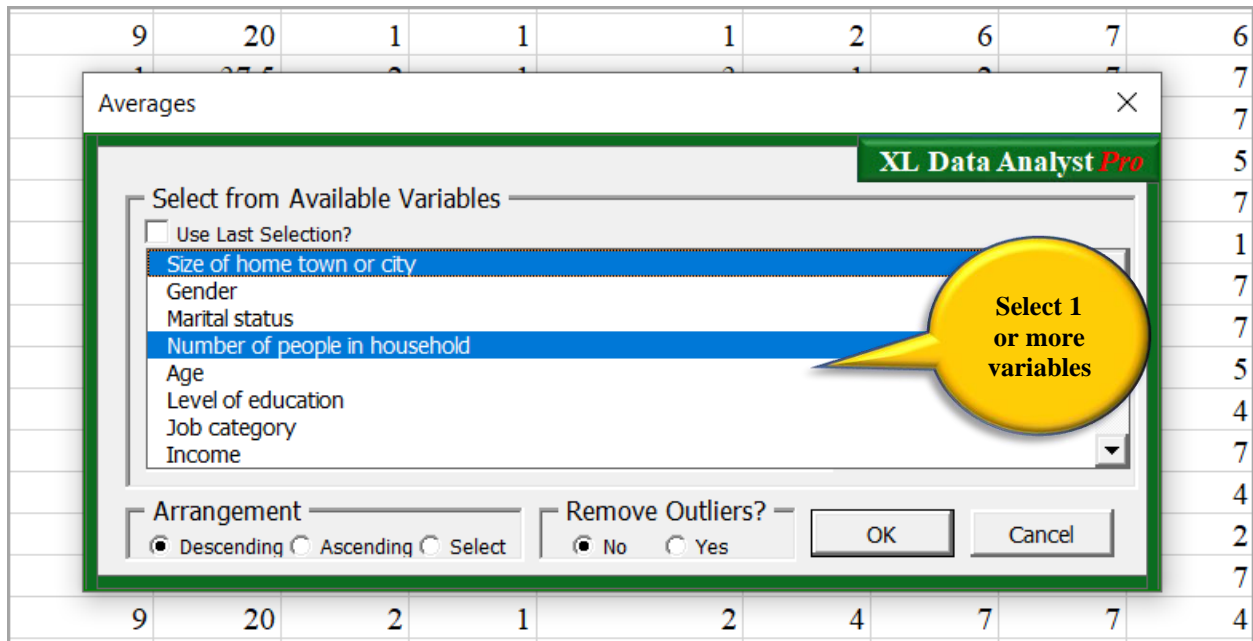 9 20 1 1 1 2 6 7 6
7
Averages
7
XL Data Analyst Pro
5
Select from Available Variables
7
Use Last Selection?
1
Size of home town or city
Gender
7
Marital status
Number of people in household
7
Age
5
Level of education
4
Job category
Income
7
Select 1
or more
variables
4
Arrangement
Descending Ascending Select
Remove Outliers?
No Yes
OK
Cancel
2
7
9 20 2 1 2 4 7 7 4